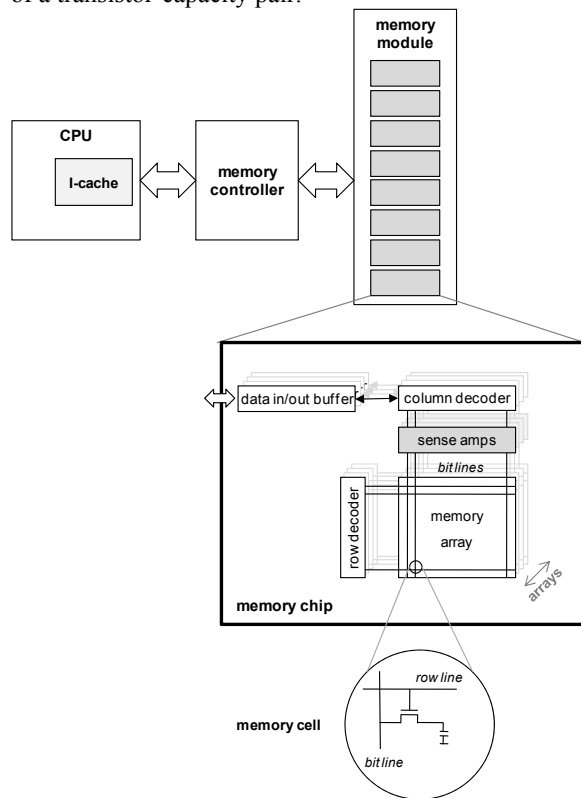 of a transistor-capacity pair.
memory
module
CPU
I-cache
memory
controller
data in/out buffer
column decoder
sense amps
bit lines
row decoder
memory
array
arrays
memory chip
row line
memory cell
bit line